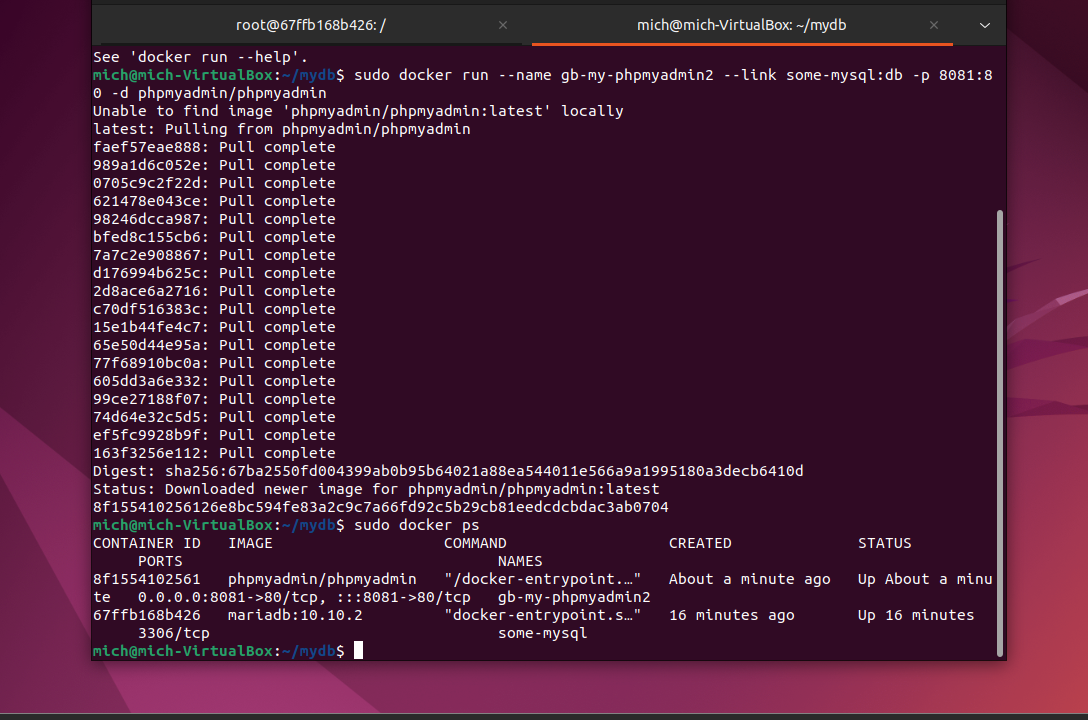 root@67ffb168b426: /
mich@mich-VirtualBox: ~/mydb
See 'docker run --help'.
mich@mich-VirtualBox:~/mydb$ sudo docker run --name gb-my-phpmyadmin2 --link some-mysql:db -p 8081:8
0 -d phpmyadmin/phpmyadmin
Unable to find image 'phpmyadmin/phpmyadmin:latest' locally
latest: Pulling from phpmyadmin/phpmyadmin
faef57eae888: Pull complete
989a1d6c052e: Pull complete
0705c9c2f22d: Pull complete
621478e043ce: Pull complete
98246dcca987: Pull complete
bfed8c155cb6: Pull complete
7a7c2e908867: Pull complete
d176994b625c: Pull complete
2d8ace6a2716: Pull complete
c70df516383c: Pull complete
15e1b44fe4c7: Pull complete
65e50d44e95a: Pull complete
77f68910bc0a: Pull complete
605dd3a6e332: Pull complete
99ce27188f07: Pull complete
74d64e32c5d5: Pull complete
ef5fc9928b9f: Pull complete
163f3256e112: Pull complete
Digest: sha256:67ba2550fd004399ab0b95b64021a88ea544011e566a9a1995180a3decb6410d
Status: Downloaded newer image for phpmyadmin/phpmyadmin:latest
8f155410256126e8bc594fe83a2c9c7a66fd92c5b29cb81eedcdcbdac3ab0704
mich@mich-VirtualBox:~/mydb$ sudo docker ps
CONTAINER ID   IMAGE                   COMMAND                  CREATED              STATUS
     PORTS                                   NAMES
8f1554102561   phpmyadmin/phpmyadmin   "/docker-entrypoint.…"   About a minute ago   Up About a minu
te   0.0.0.0:8081->80/tcp, :::8081->80/tcp   gb-my-phpmyadmin2
67ffb168b426   mariadb:10.10.2         "docker-entrypoint.s…"   16 minutes ago       Up 16 minutes
     3306/tcp                                some-mysql
mich@mich-VirtualBox:~/mydb$